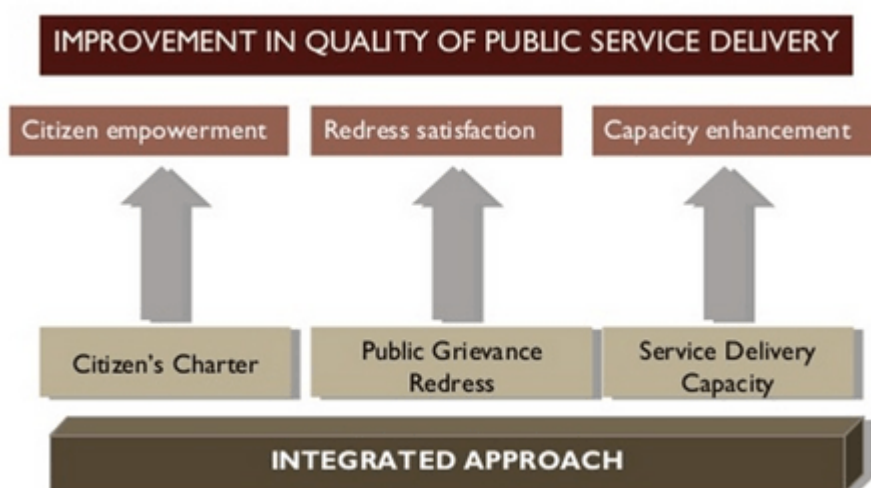 IMPROVEMENT IN QUALITY OF PUBLIC SERVICE DELIVERY
Citizen empowerment
Redress satisfaction
Capacity enhancement
Citizen's Charter
Public Grievance
Redress
Service Delivery
Capacity
INTEGRATED APPROACH